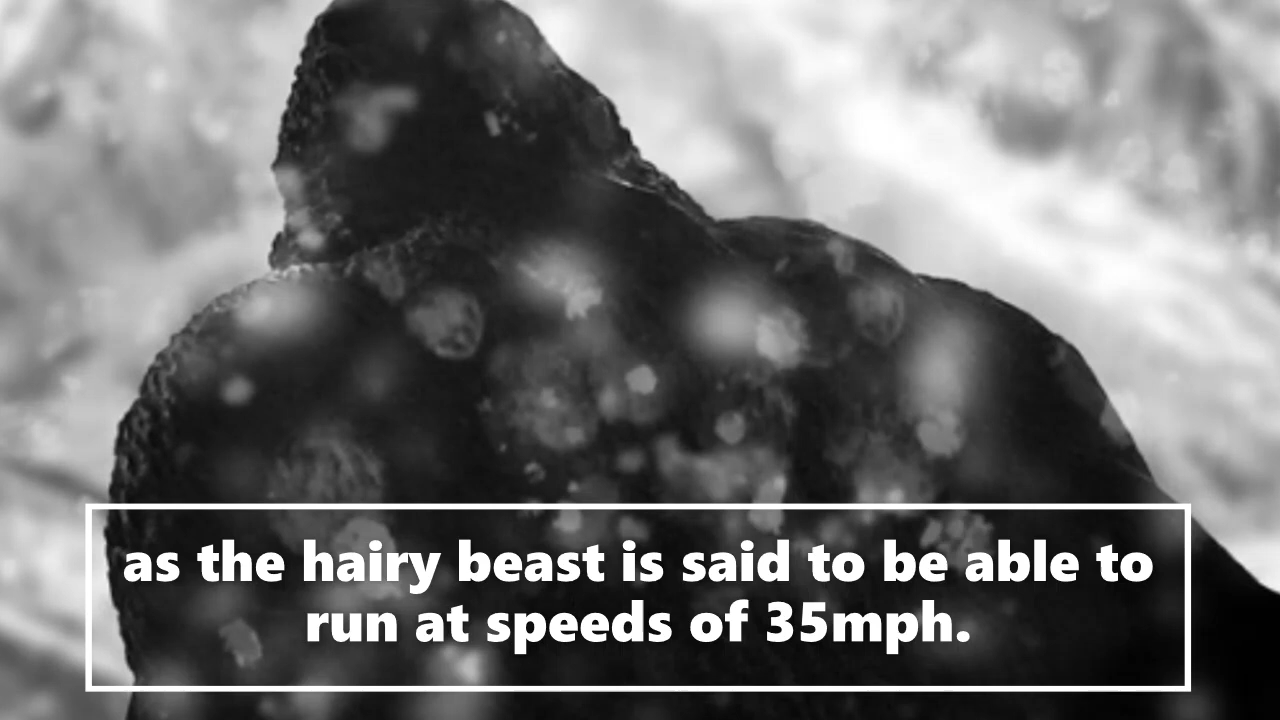 as the hairy beast is said to be able to
run at speeds of 35mph.